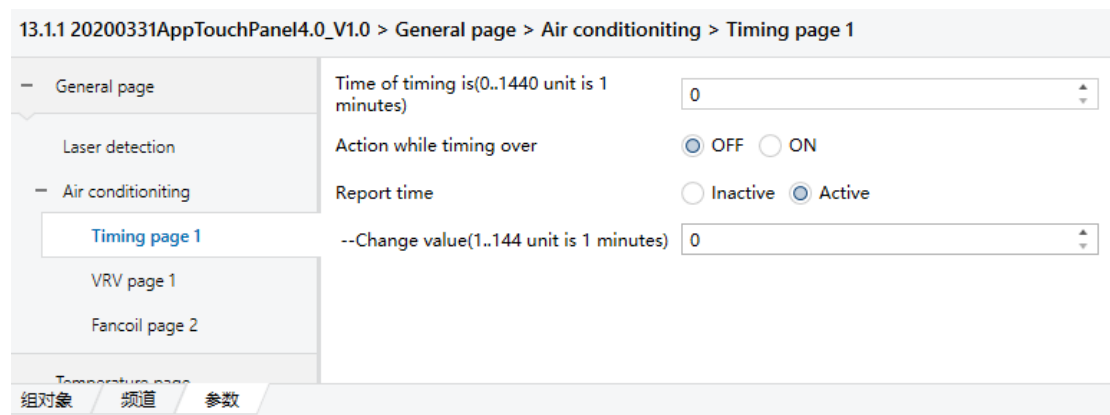 13.1.1 20200331AppTouchPanel4.0_V1.0 > General page > Air conditioniting > Timing page 1
General page
Laser detection
Air conditioniting
Timing page 1
VRV page 1
Fancoil page 2
Temperature page
Time of timing is(0..1440 unit is 1
minutes)
0
Action while timing over
OFF
ON
Report time
Inactive
Active
--Change value(1..144 unit is 1 minutes)
0
组对象
频道
参数